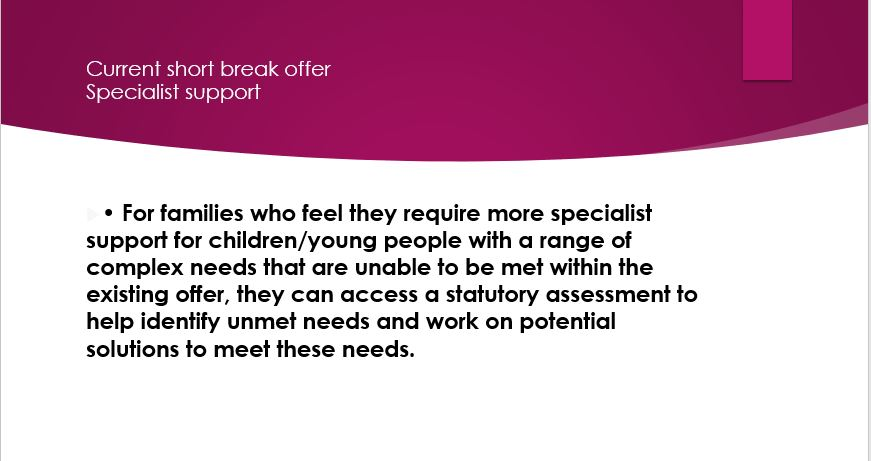 Current short break offer
Specialist support
• For families who feel they require more specialist
support for children/young people with a range of
complex needs that are unable to be met within the
existing offer, they can access a statutory assessment to
help identify unmet needs and work on potential
solutions to meet these needs.